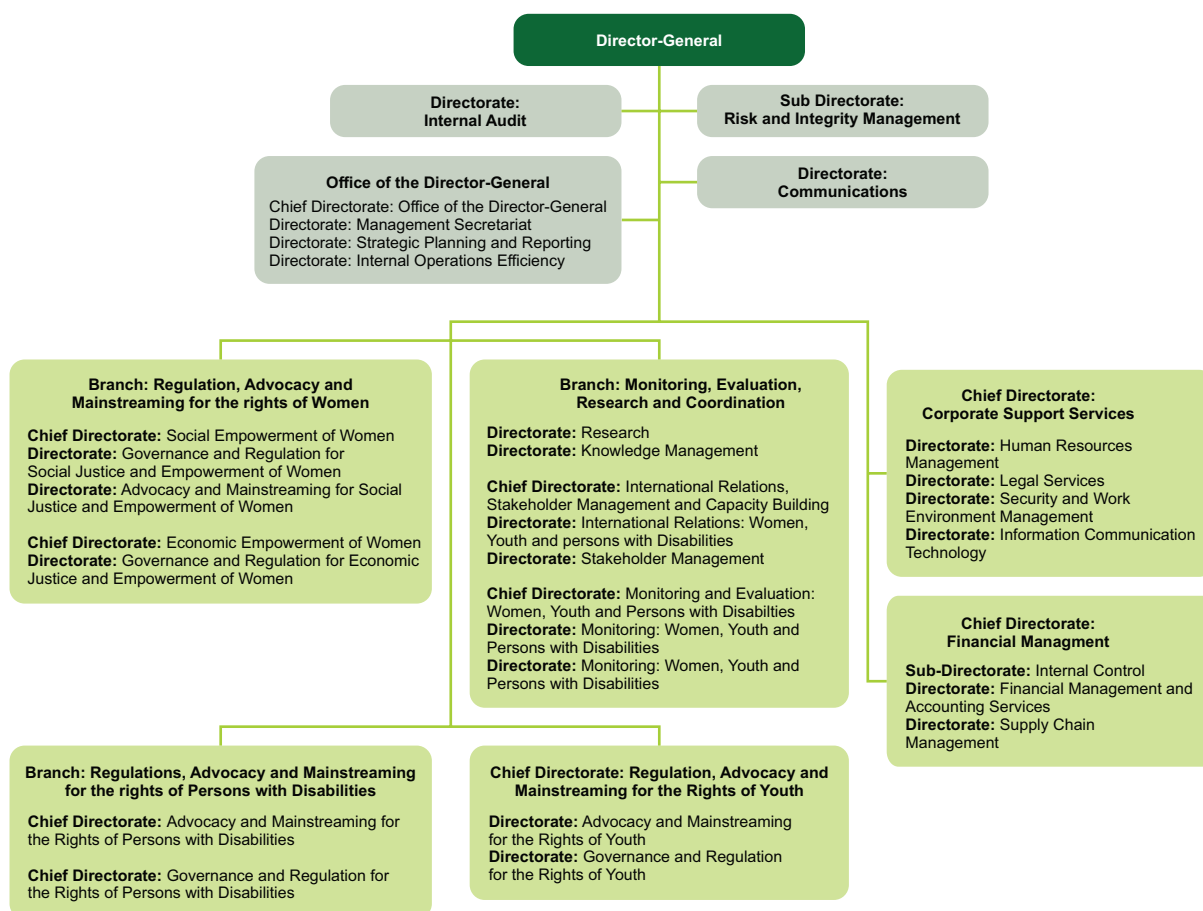 Director-General
Directorate:
Internal Audit
Sub Directorate:
Risk and Integrity Management
Office of the Director-General
Chief Directorate: Office of the Director-General
Directorate: Management Secretariat
Directorate: Strategic Planning and Reporting
Directorate: Internal Operations Efficiency
Directorate:
Communications
Branch: Regulation, Advocacy and
Mainstreaming for the rights of Women
Chief Directorate: Social Empowerment of Women
Directorate: Governance and Regulation for
Social Justice and Empowerment of Women
Directorate: Advocacy and Mainstreaming for Social
Justice and Empowerment of Women
Chief Directorate: Economic Empowerment of Women
Directorate: Governance and Regulation for Economic
Justice and Empowerment of Women
Branch: Monitoring, Evaluation,
Research and Coordination
Directorate: Research
Directorate: Knowledge Management
Chief Directorate: International Relations,
Stakeholder Management and Capacity Building
Directorate: International Relations: Women,
Youth and persons with Disabilities
Directorate: Stakeholder Management
Chief Directorate: Monitoring and Evaluation:
Women, Youth and Persons with Disabilties
Directorate: Monitoring: Women, Youth and
Persons with Disabilities
Directorate: Monitoring: Women, Youth and
Persons with Disabilities
Chief Directorate:
Corporate Support Services
Directorate: Human Resources
Management
Directorate: Legal Services
Directorate: Security and Work
Environment Management
Directorate: Information Communication
Technology
Chief Directorate:
Financial Managment
Sub-Directorate: Internal Control
Directorate: Financial Management and
Accounting Services
Directorate: Supply Chain
Management
Branch: Regulations, Advocacy and Mainstreaming
for the rights of Persons with Disabilities
Chief Directorate: Advocacy and Mainstreaming for
the Rights of Persons with Disabilities
Chief Directorate: Governance and Regulation for
the Rights of Persons with Disabilities
Chief Directorate: Regulation, Advocacy and
Mainstreaming for the Rights of Youth
Directorate: Advocacy and Mainstreaming
for the Rights of Youth
Directorate: Governance and Regulation
for the Rights of Youth